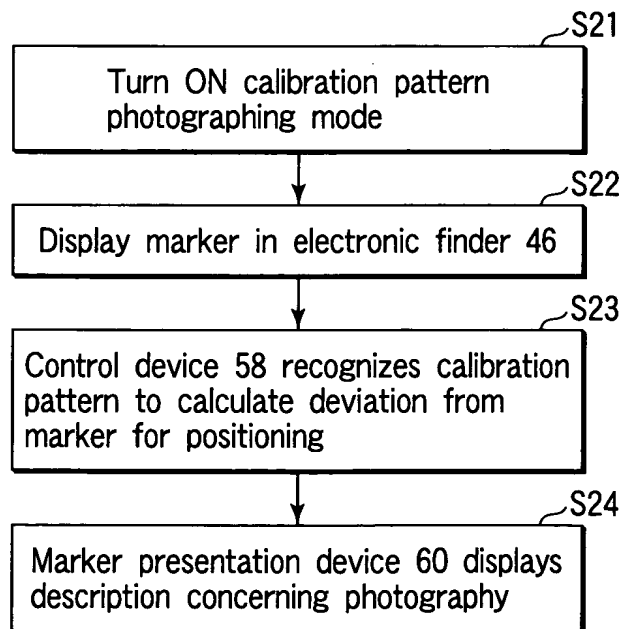 S21
Turn ON calibration pattern
photographing mode
S22
Display marker in electronic finder 46
S23
Control device 58 recognizes calibration
pattern to calculate deviation from
marker for positioning
S24
Marker presentation device 60 displays
description concerning photography